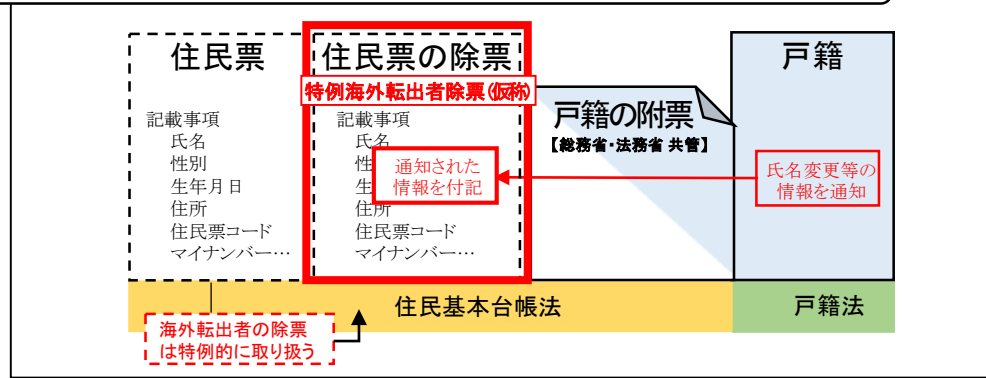 住民票
記載事項
氏名
性別
生年月日
住所
住民票コード
マイナンバー…
住民票の除票
特例海外転出者除票(仮称)
記載事項
氏名
性
生
住所
住民票コード
マイナンバー…
通知された
情報を付記
戸籍の附票
【総務省・法務省 共管】
戸籍
氏名変更等の
情報を通知
住民基本台帳法
戸籍法
海外転出者の除票
は特例的に取り扱う